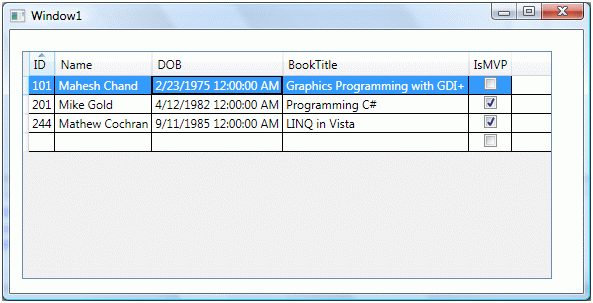 Window1
ID Name DOB BookTitle IsMVP
101 Mahesh Chand 2/23/1975 12:00:00 AM Graphics Programming with GDI+
201 Mike Gold 4/12/1982 12:00:00 AM Programming C#
244 Mathew Cochran 9/11/1985 12:00:00 AM LINQ in Vista